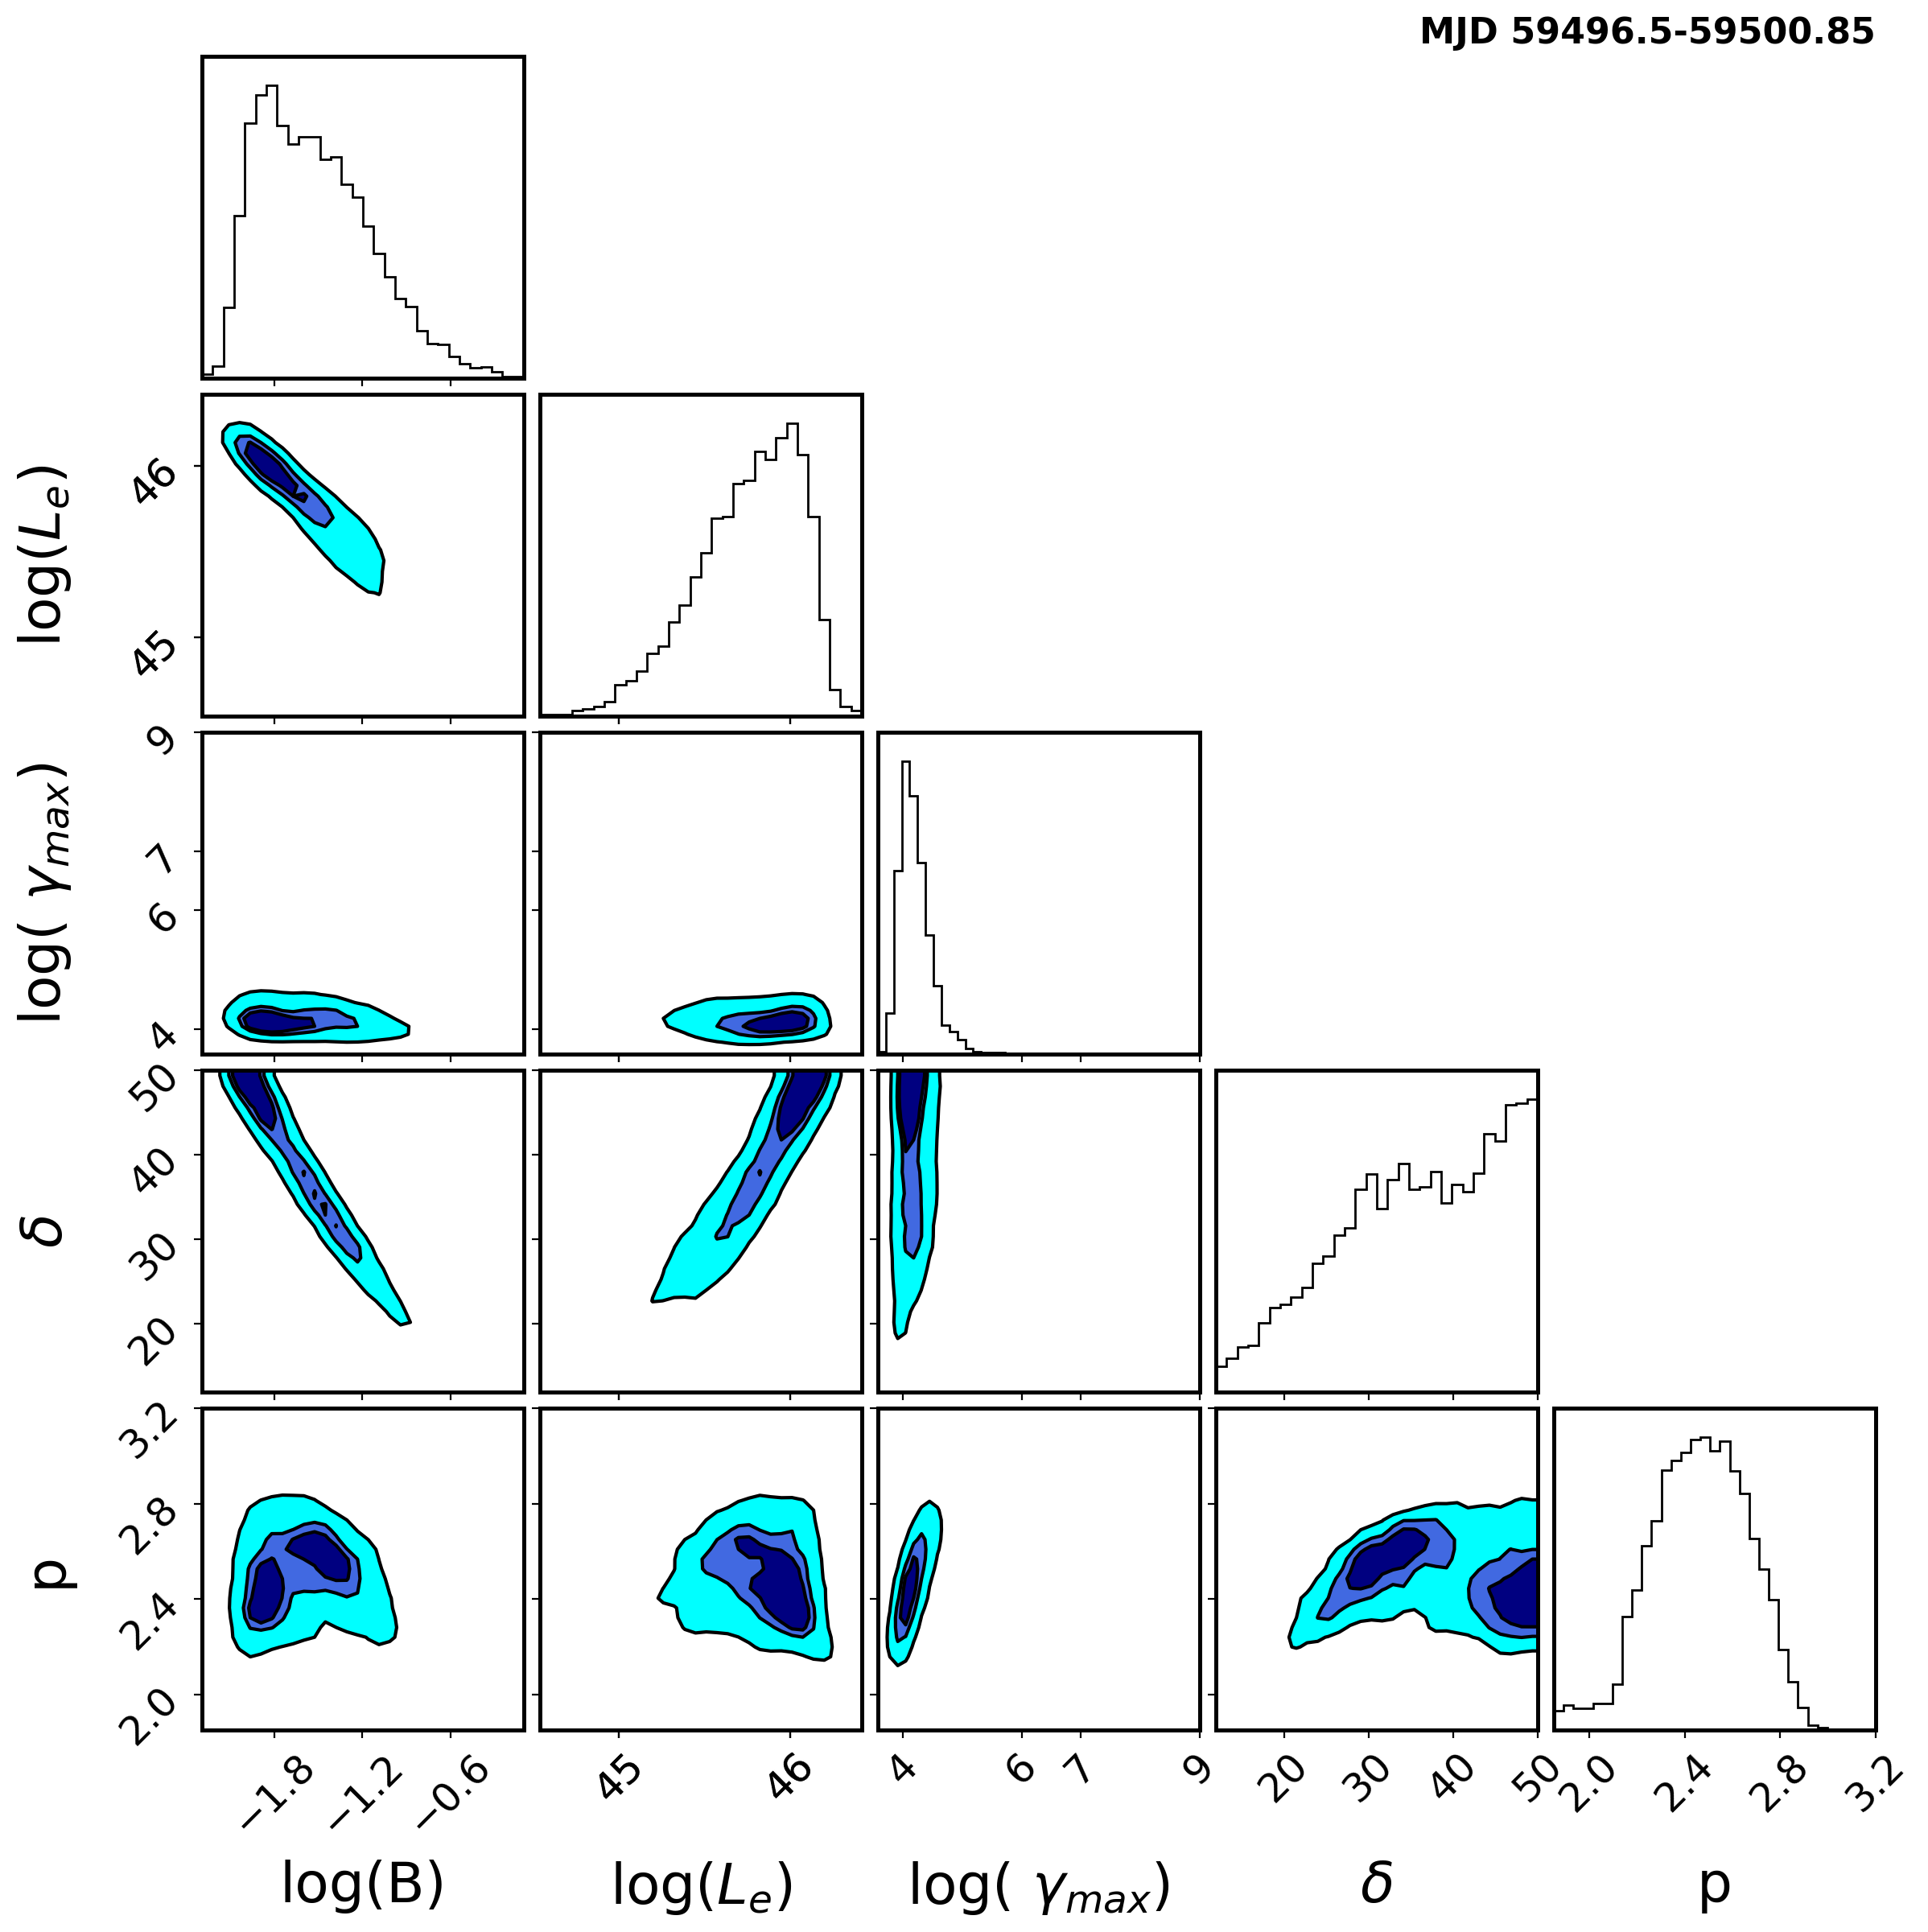 MJD 59496.5-59500.85
log(Lₑ)
46
45
log( γₘₐₓ)
9
7
6
4
δ
50
40
30
20
p
3.2
2.8
2.4
2.0
−1.8 −1.2 −0.6 45 46 4 6 7 9 20 30 40 50 2.0 2.4 2.8 3.2
log(B) log(Lₑ) log( γₘₐₓ) δ p